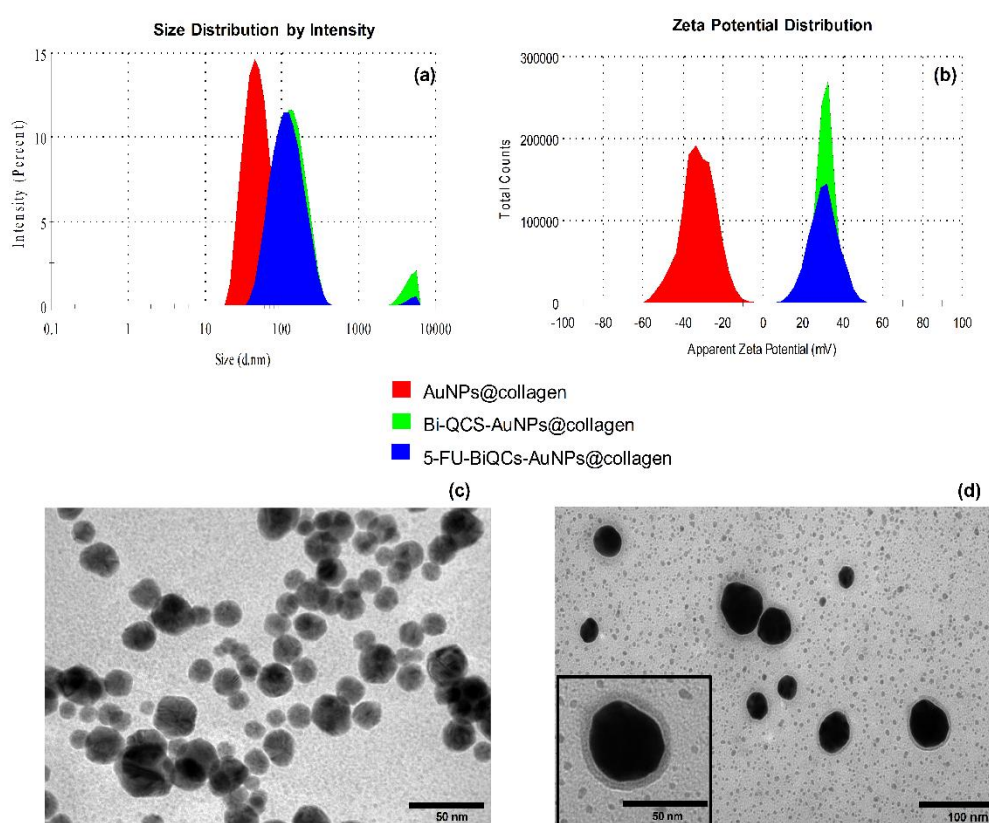 Size Distribution by Intensity
(a)
15
10
5
0
0.1 1 10 100 1000 10000
Intensity (Percent)
Size (d.nm)
Zeta Potential Distribution
(b)
300000
200000
100000
0
-100 -80 -60 -40 -20 0 20 40 60 80 100
Total Counts
Apparent Zeta Potential (mV)
AuNPs@collagen
Bi-QCS-AuNPs@collagen
5-FU-BiQCs-AuNPs@collagen
(c)
50 nm
(d)
50 nm
100 nm